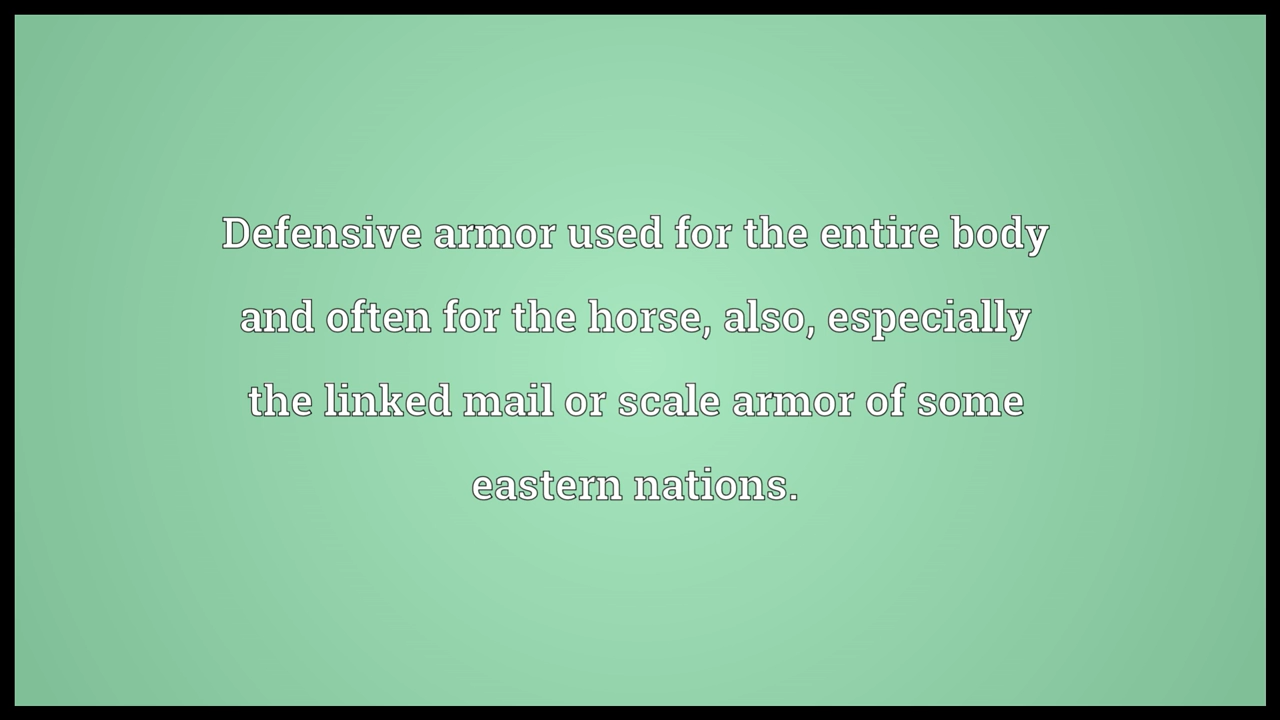 Defensive armor used for the entire body
and often for the horse, also, especially
the linked mail or scale armor of some
eastern nations.